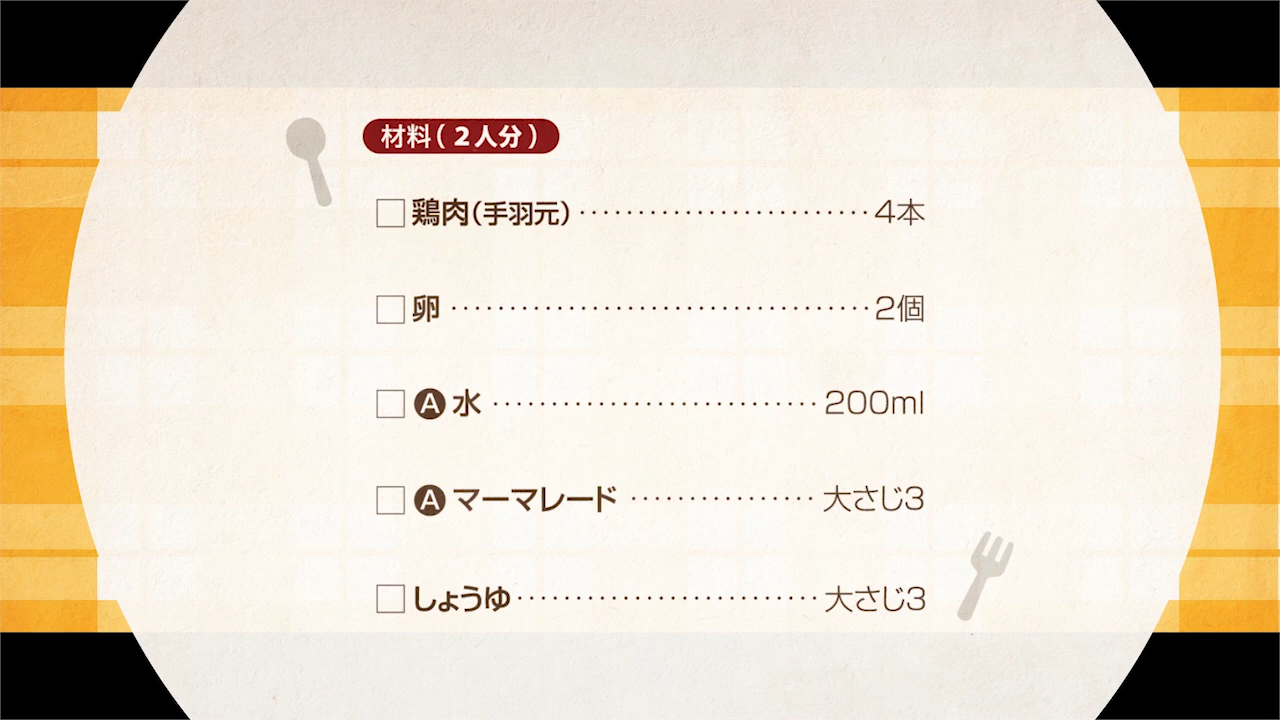 材料(2人分)
□鶏肉(手羽元)‥‥‥‥‥‥‥‥‥‥‥‥4本
□卵‥‥‥‥‥‥‥‥‥‥‥‥‥‥‥‥‥‥2個
□Ⓐ水‥‥‥‥‥‥‥‥‥‥‥‥‥‥200ml
□Ⓐマーマレード‥‥‥‥‥‥‥‥大さじ3
□しょうゆ‥‥‥‥‥‥‥‥‥‥‥‥‥大さじ3